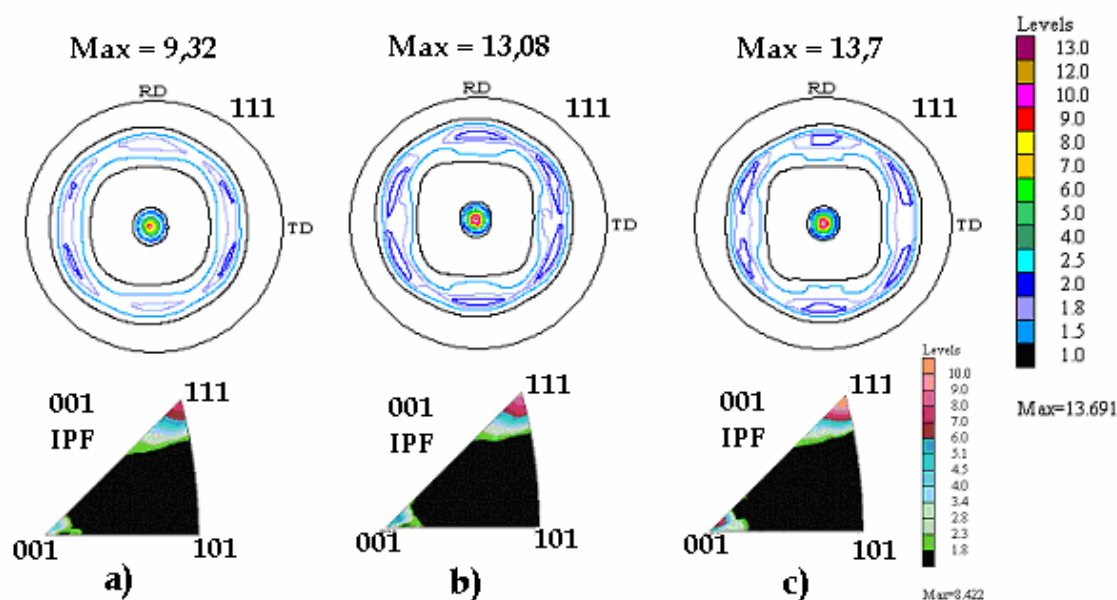 Max = 9,32
Max = 13,08
Max = 13,7
Levels
13.0
12.0
10.0
9.0
8.0
7.0
6.0
5.0
4.0
2.5
2.0
1.8
1.5
1.0
Max=13.691
RD
111
TD
RD
111
TD
RD
111
TD
001
IPF
111
001
101
001
IPF
111
001
101
001
IPF
111
001
101
Levels
10.0
9.0
8.0
7.0
6.0
5.1
4.5
4.0
3.4
2.8
2.3
1.8
Max=8.422
a)
b)
c)